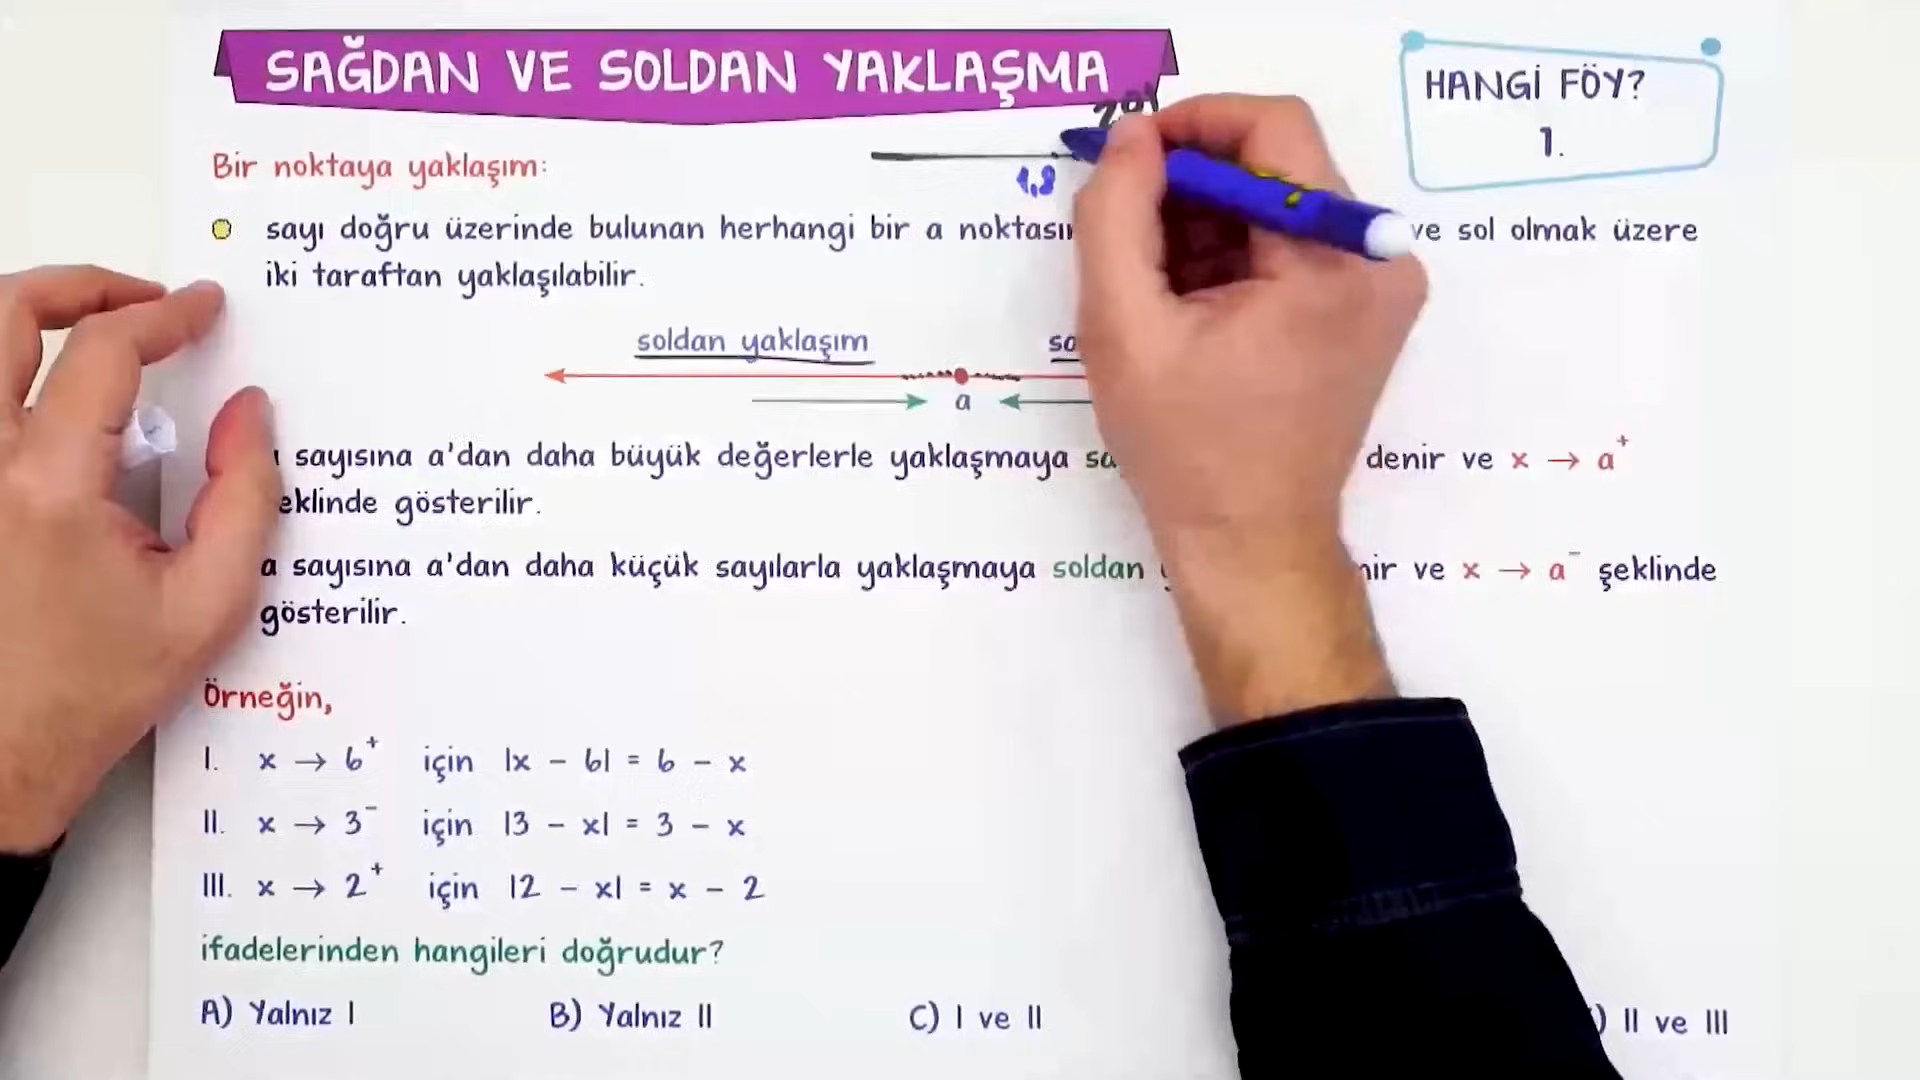 SAĞDAN VE SOLDAN YAKLAŞMA
HANGİ FÖY?
1.
1,8
Bir noktaya yaklaşım:
sayı doğru üzerinde bulunan herhangi bir a ve sol olmak üzere
iki taraftan yaklaşılabilir.
soldan yaklaşım
a
sayısına a'dan daha büyük değerlerle yaklaşmaya denir ve x → a⁺
gösterilir.
a sayısına a'dan daha küçük sayılarla yaklaşmaya soldan ve x → a⁻ şeklinde
gösterilir.
Örneğin,
I. x → 6⁺ için |x - 6| = 6 - x
II. x → 3⁻ için |3 - x| = 3 - x
III. x → 2⁺ için |2 - x| = x - 2
ifadelerinden hangileri doğrudur?
A) Yalnız I B) Yalnız II C) I ve II ) II ve III